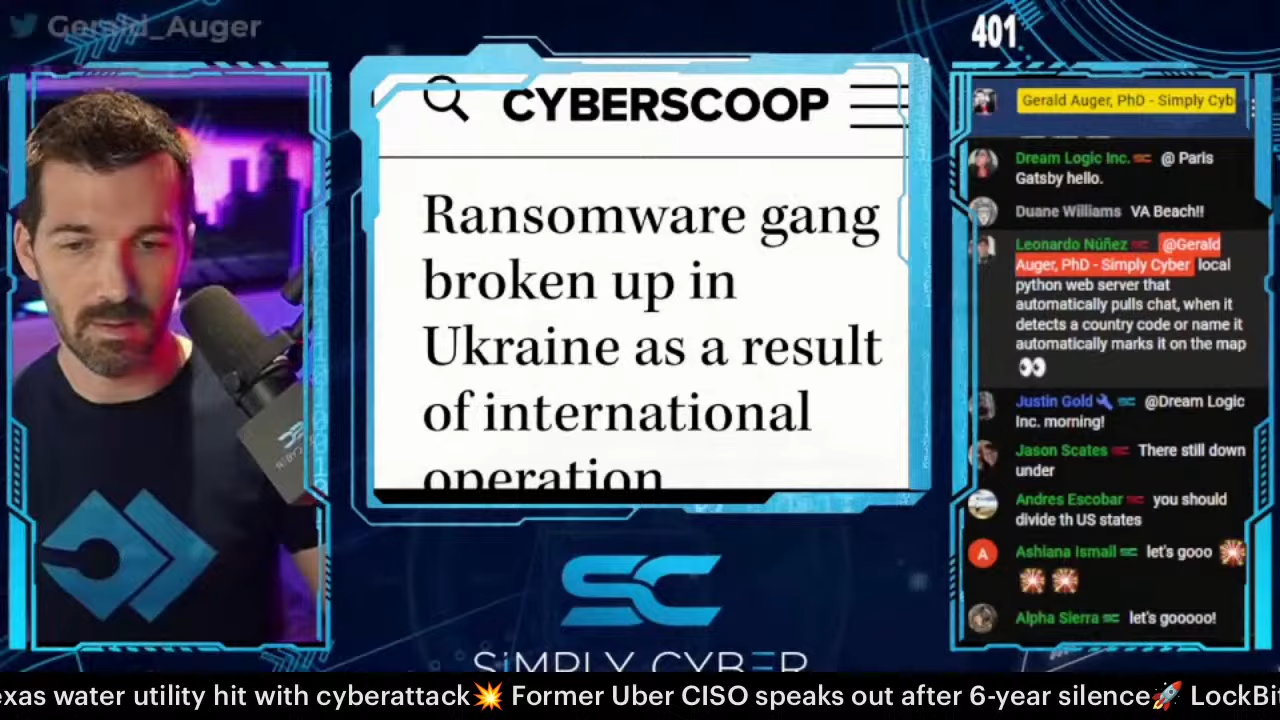 Gerald_Auger
401
CYBERSCOOP
Ransomware gang
broken up in
Ukraine as a result
of international
operation
SC
SiMPLY CYBER
Gerald Auger, PhD - Simply Cyb
Dream Logic Inc. @ Paris
Gatsby hello.
Duane Williams VA Beach!!
Leonardo Núñez @Gerald
Auger, PhD - Simply Cyber local
python web server that
automatically pulls chat, when it
detects a country code or name it
automatically marks it on the map
👀
Justin Gold @Dream Logic
Inc. morning!
Jason Scates There still down
under
Andres Escobar you should
divide th US states
A Ashiana Ismail let's gooo
Alpha Sierra let's gooooo!
exas water utility hit with cyberattack💥 Former Uber CISO speaks out after 6-year silence🚀 LockBi